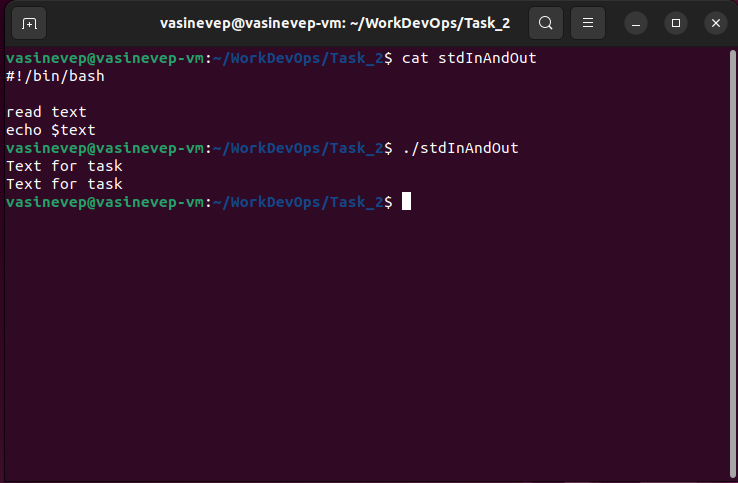 vasinevep@vasinevep-vm: ~/WorkDevOps/Task_2
vasinevep@vasinevep-vm:~/WorkDevOps/Task_2$ cat stdInAndOut
#!/bin/bash
read text
echo $text
vasinevep@vasinevep-vm:~/WorkDevOps/Task_2$ ./stdInAndOut
Text for task
Text for task
vasinevep@vasinevep-vm:~/WorkDevOps/Task_2$